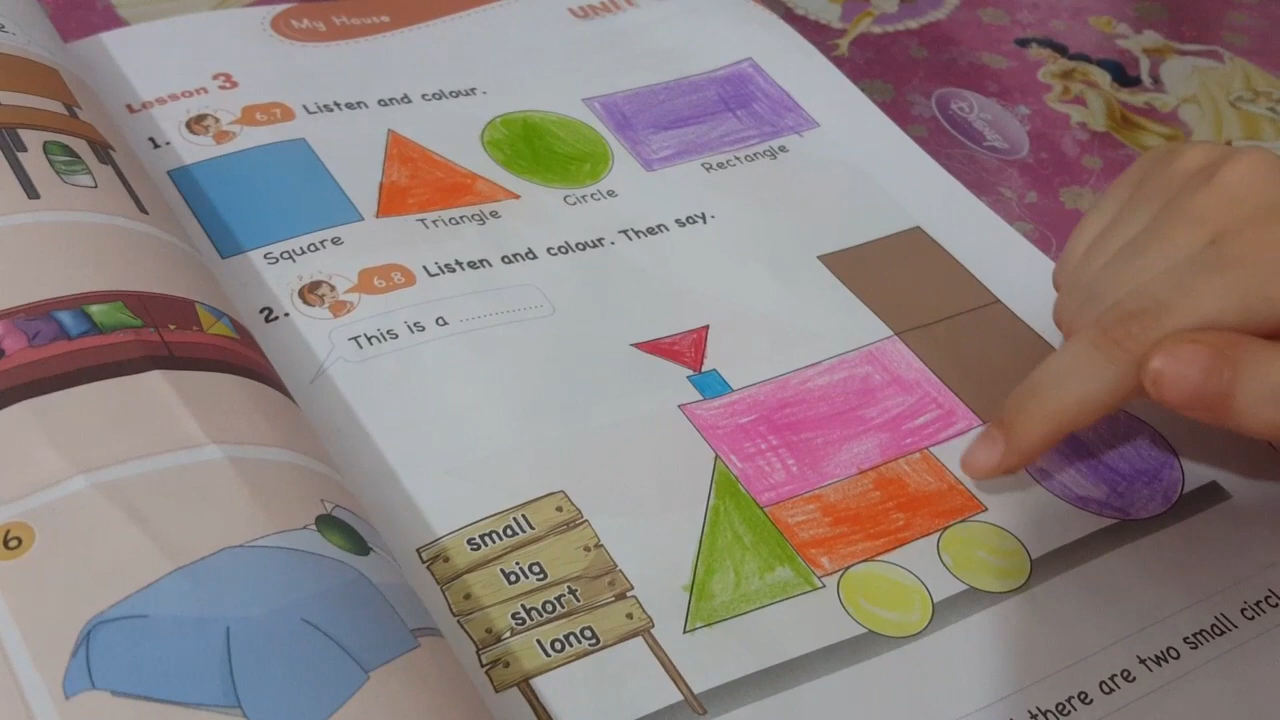 My House
UNIT
Lesson 3
1. 6.7 Listen and colour.
Square
Triangle
Circle
Rectangle
2. 6.8 Listen and colour. Then say.
This is a ..................
small
big
short
long
6
there are two small
Disney